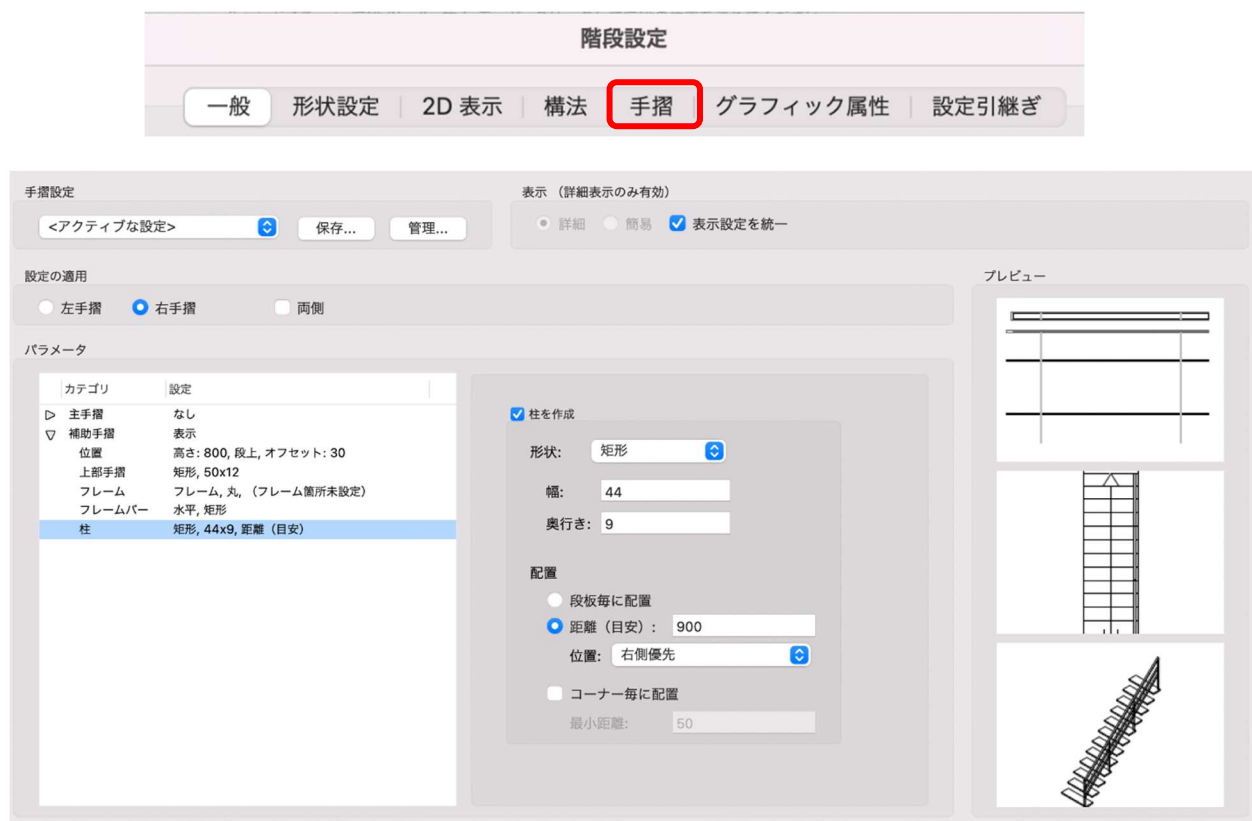 階段設定
一般 形状設定 2D 表示 構法 手摺 グラフィック属性 設定引継ぎ
手摺設定
<アクティブな設定> 保存... 管理...
表示 （詳細表示のみ有効）
詳細 簡易 表示設定を統一
設定の適用
左手摺 右手摺 両側
パラメータ
カテゴリ 設定
主手摺 なし
補助手摺 表示
位置 高さ: 800, 段上, オフセット: 30
上部手摺 矩形, 50x12
フレーム フレーム, 丸, （フレーム箇所未設定）
フレームバー 水平, 矩形
柱 矩形, 44x9, 距離（目安）
柱を作成
形状: 矩形
幅: 44
奥行き: 9
配置
段板毎に配置
距離（目安）: 900
位置: 右側優先
コーナー毎に配置
最小距離: 50
プレビュー